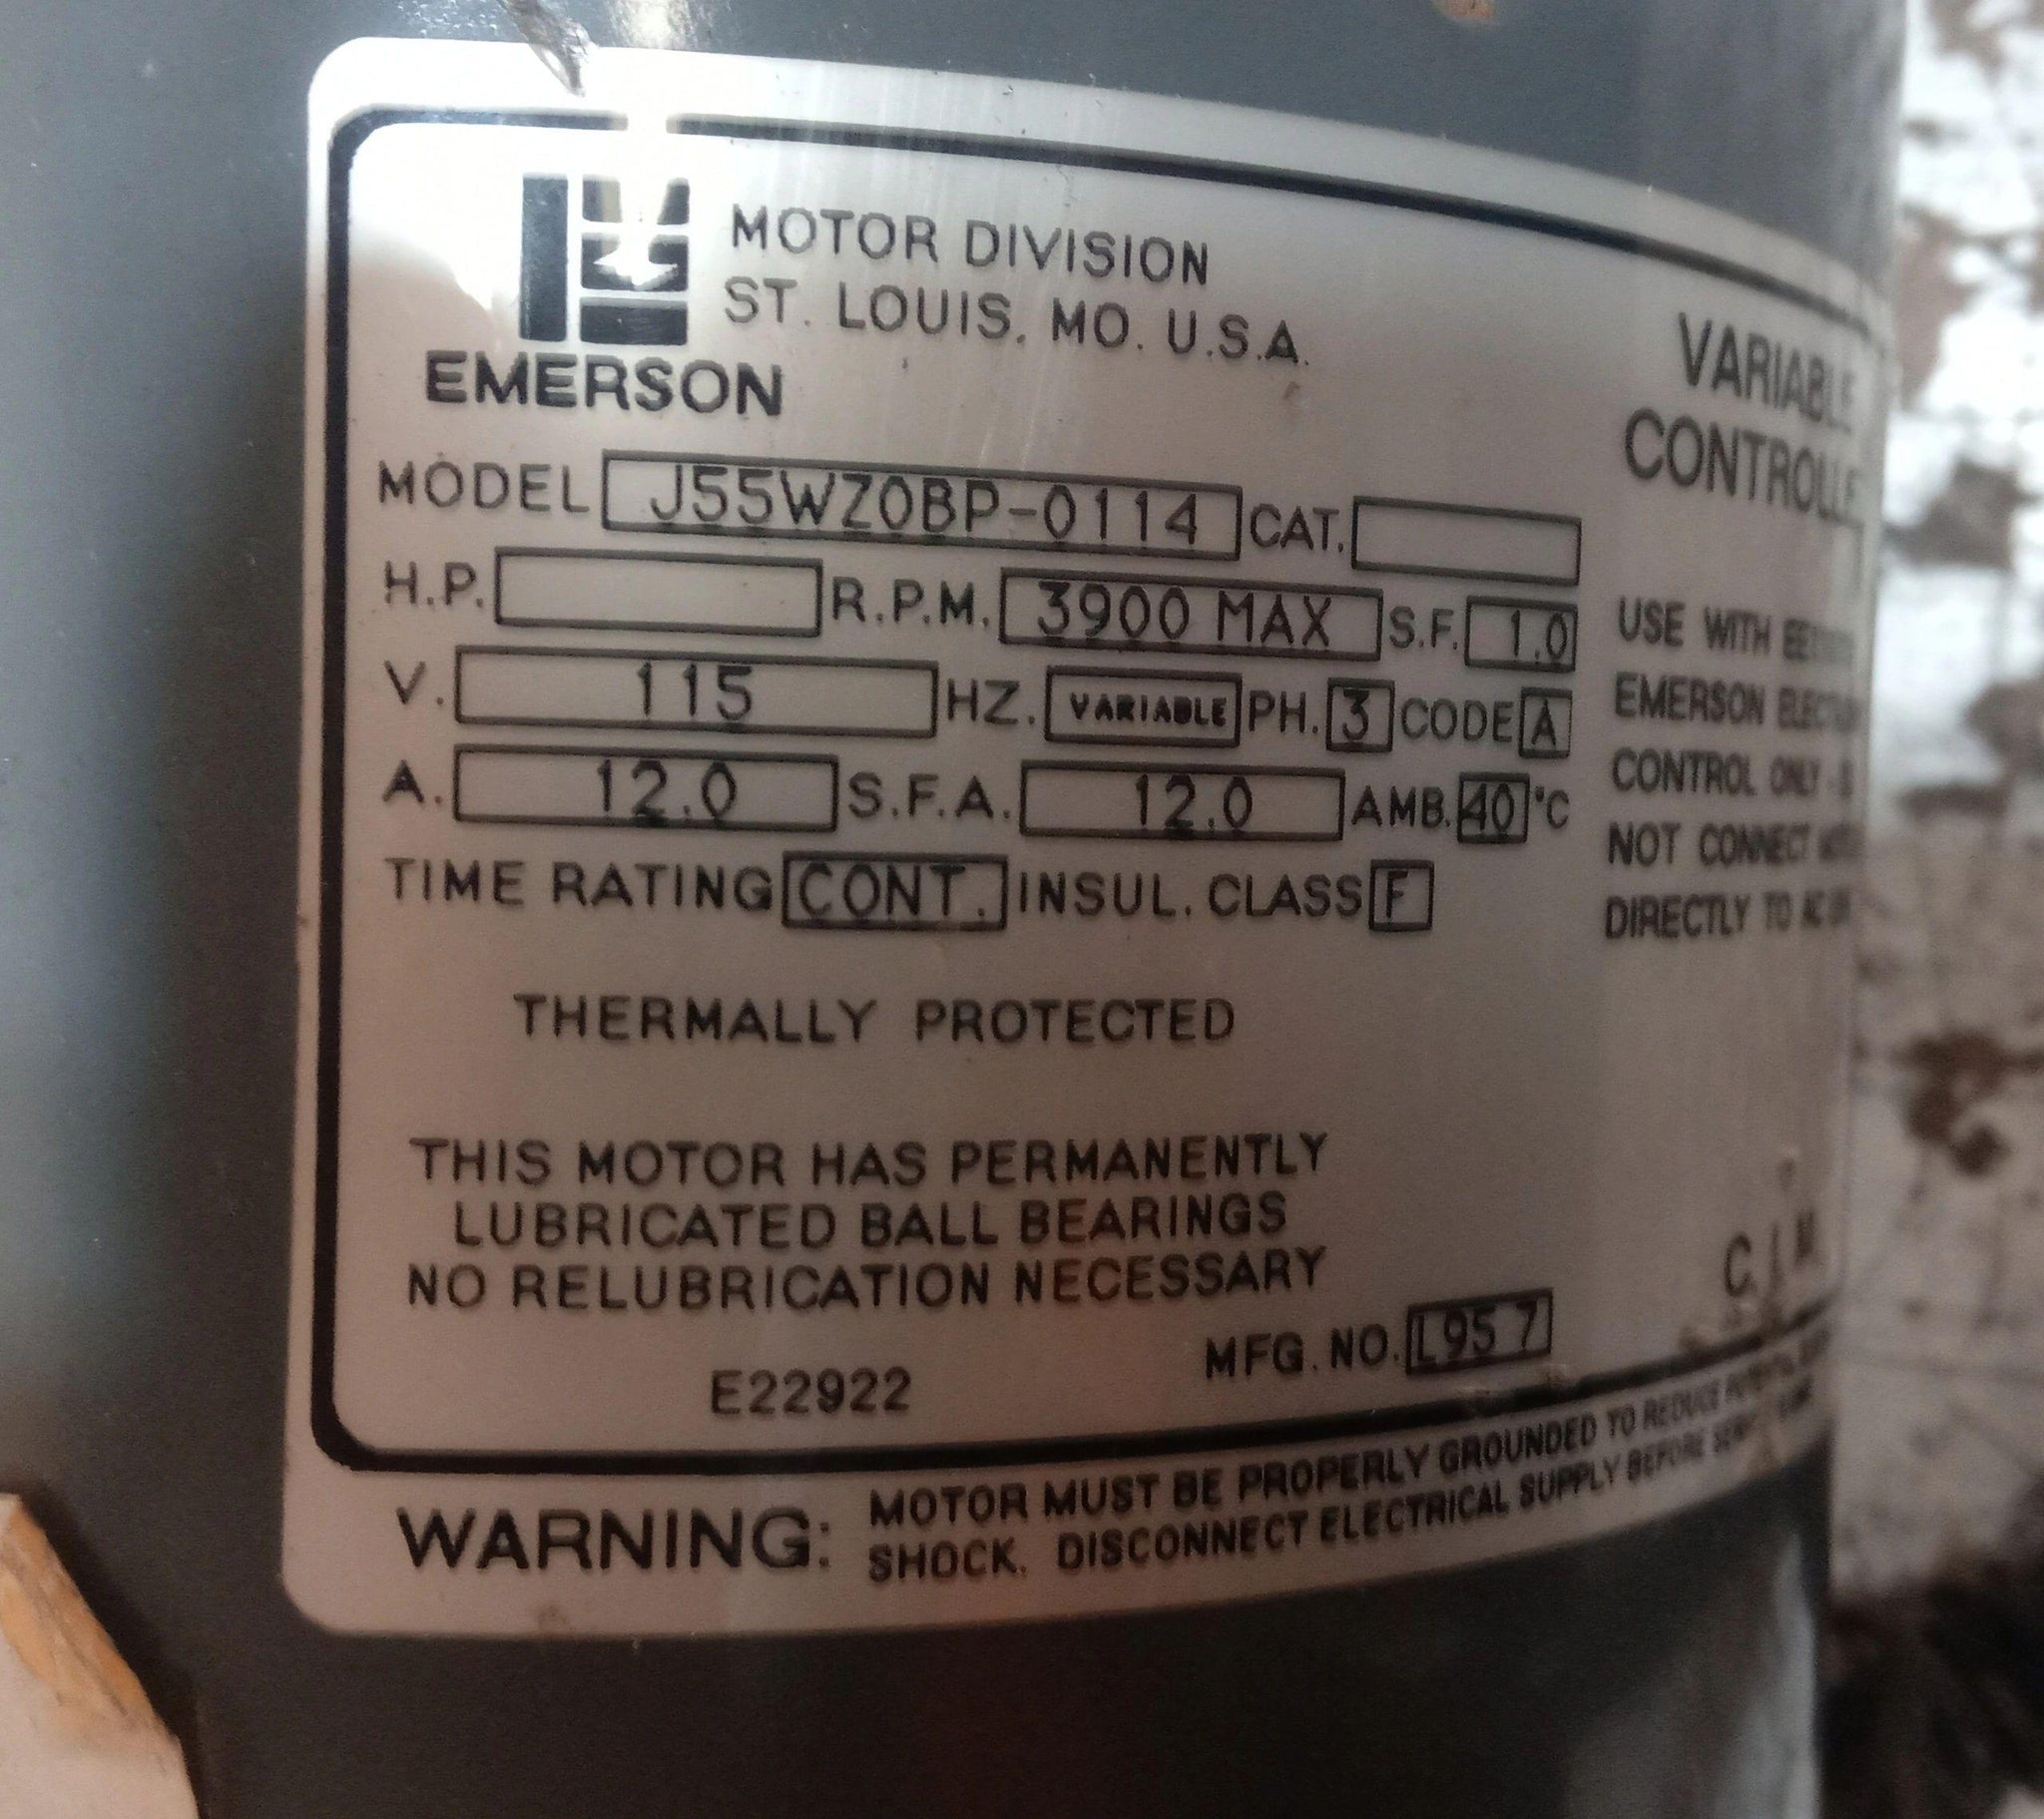 MOTOR DIVISION
ST. LOUIS, MO. U.S.A.
EMERSON
MODEL J55WZ0BP-0114 CAT.
H.P. R.P.M. 3900 MAX S.F. 1.0
V. 115 HZ. VARIABLE PH. 3 CODE A
A. 12.0 S.F.A. 12.0 AMB. 40 °C
TIME RATING CONT. INSUL. CLASS F
THERMALLY PROTECTED
THIS MOTOR HAS PERMANENTLY
LUBRICATED BALL BEARINGS
NO RELUBRICATION NECESSARY
MFG. NO. L95 7
E22922
VARIABLE
USE WITH
EMERSON
CONTROL ONLY
NOT CONNECT
DIRECTLY TO
WARNING: MOTOR MUST BE PROPERLY GROUNDED TO REDUCE
SHOCK. DISCONNECT ELECTRICAL SUPPLY BEFORE